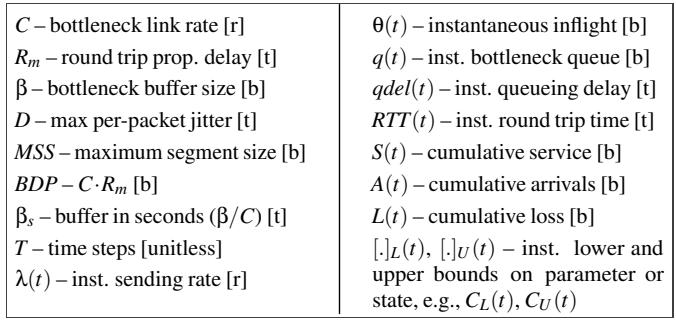 C – bottleneck link rate [r]
R_m – round trip prop. delay [t]
β – bottleneck buffer size [b]
D – max per-packet jitter [t]
MSS – maximum segment size [b]
BDP – C·R_m [b]
β_s – buffer in seconds (β/C) [t]
T – time steps [unitless]
λ(t) – inst. sending rate [r]
θ(t) – instantaneous inflight [b]
q(t) – inst. bottleneck queue [b]
qdel(t) – inst. queueing delay [t]
RTT(t) – inst. round trip time [t]
S(t) – cumulative service [b]
A(t) – cumulative arrivals [b]
L(t) – cumulative loss [b]
[.]_L(t), [.]_U(t) – inst. lower and
upper bounds on parameter or
state, e.g., C_L(t), C_U(t)